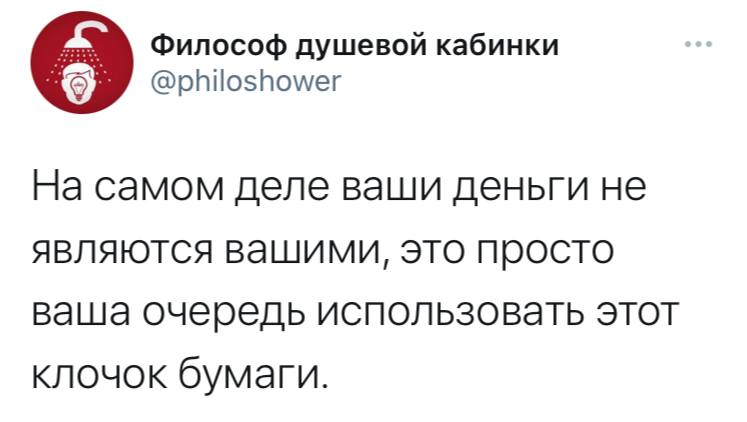 Философ душевой кабинки
@philoshower
На самом деле ваши деньги не
являются вашими, это просто
ваша очередь использовать этот
клочок бумаги.